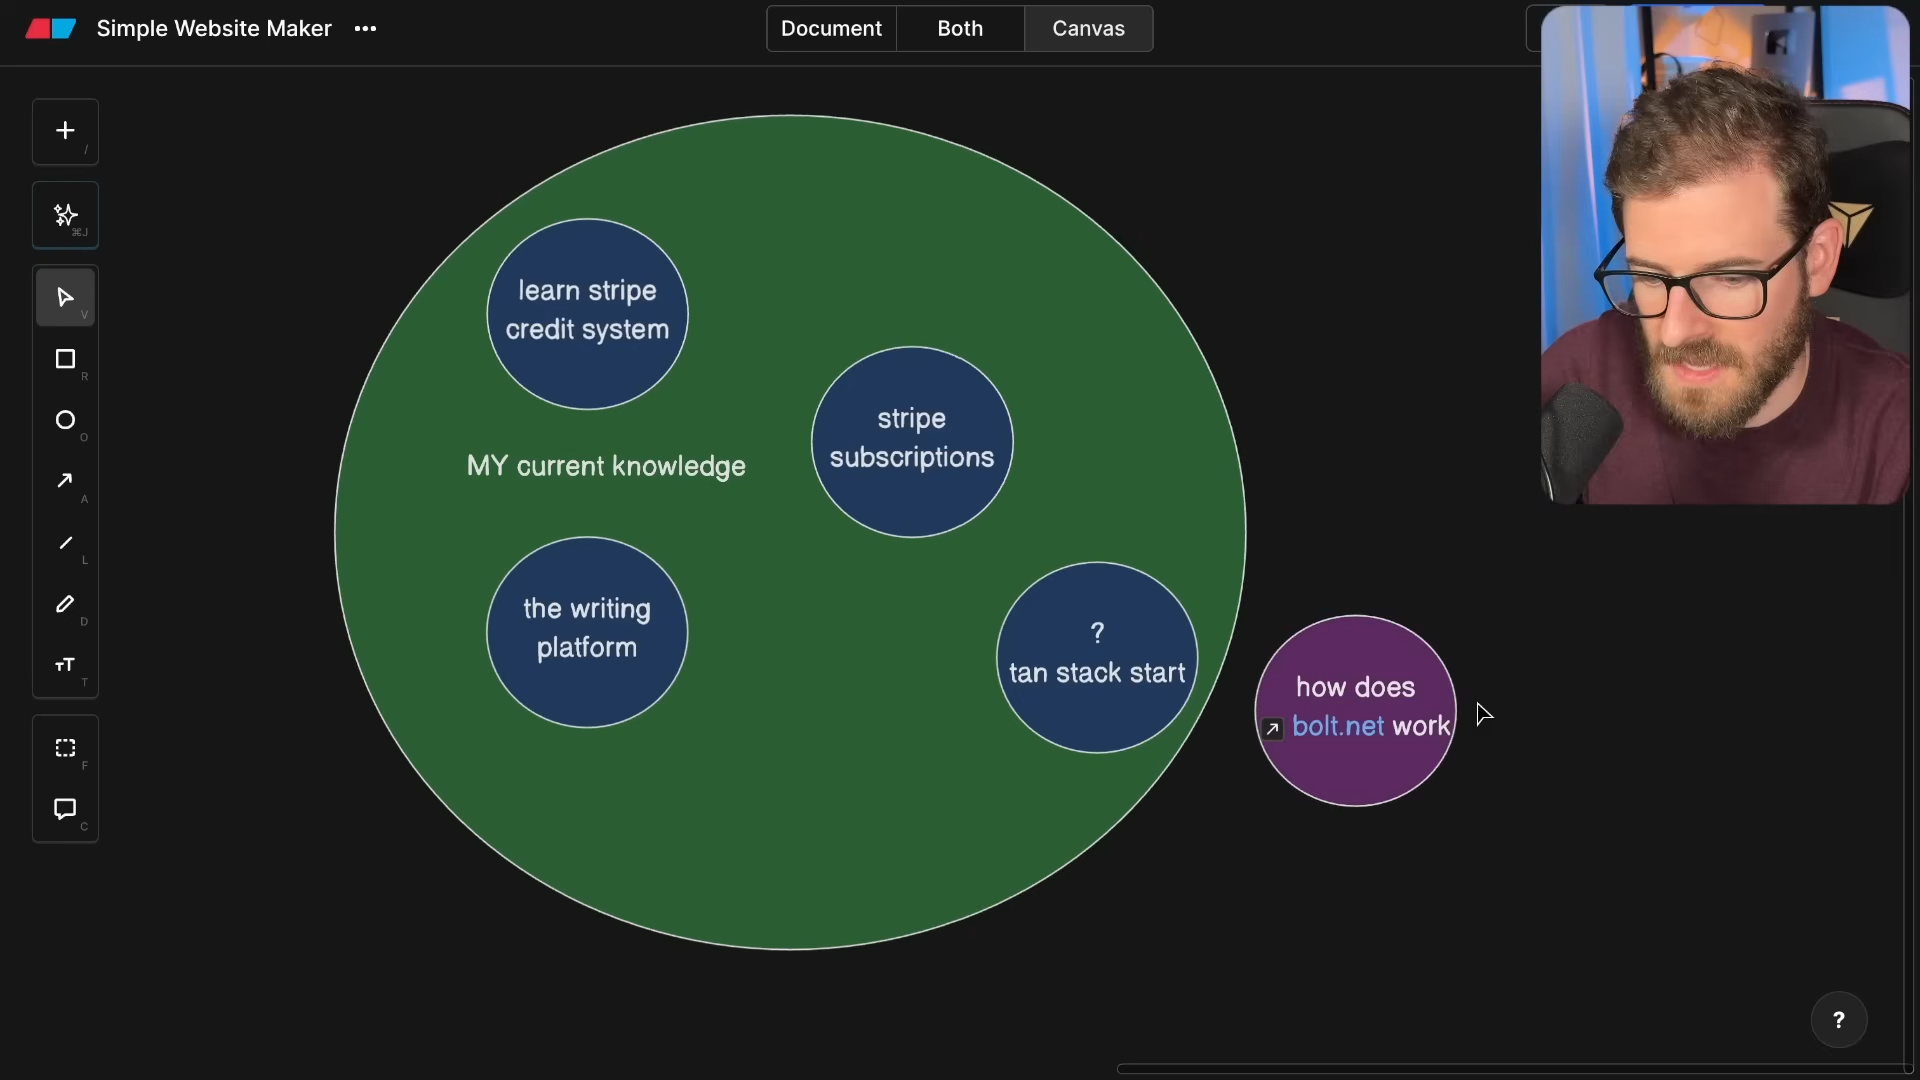 Simple Website Maker
Document
Both
Canvas
/
⌘J
V
R
O
A
L
D
T
F
C
learn stripe
credit system
stripe
subscriptions
MY current knowledge
the writing
platform
?
tan stack start
how does
bolt.net work
?